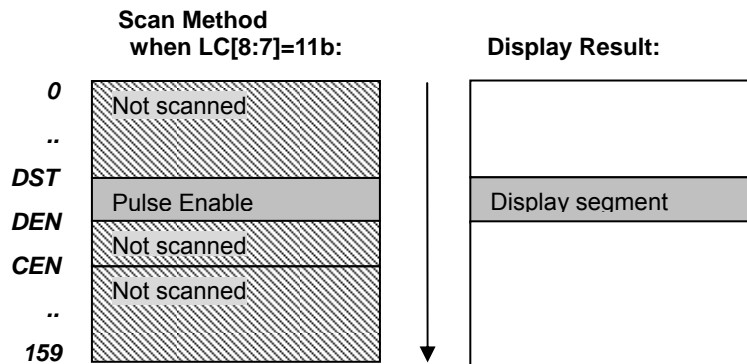 Scan Method
when LC[8:7]=11b:
Display Result:
0
Not scanned
..
DST
Pulse Enable
Display segment
DEN
Not scanned
CEN
Not scanned
..
159